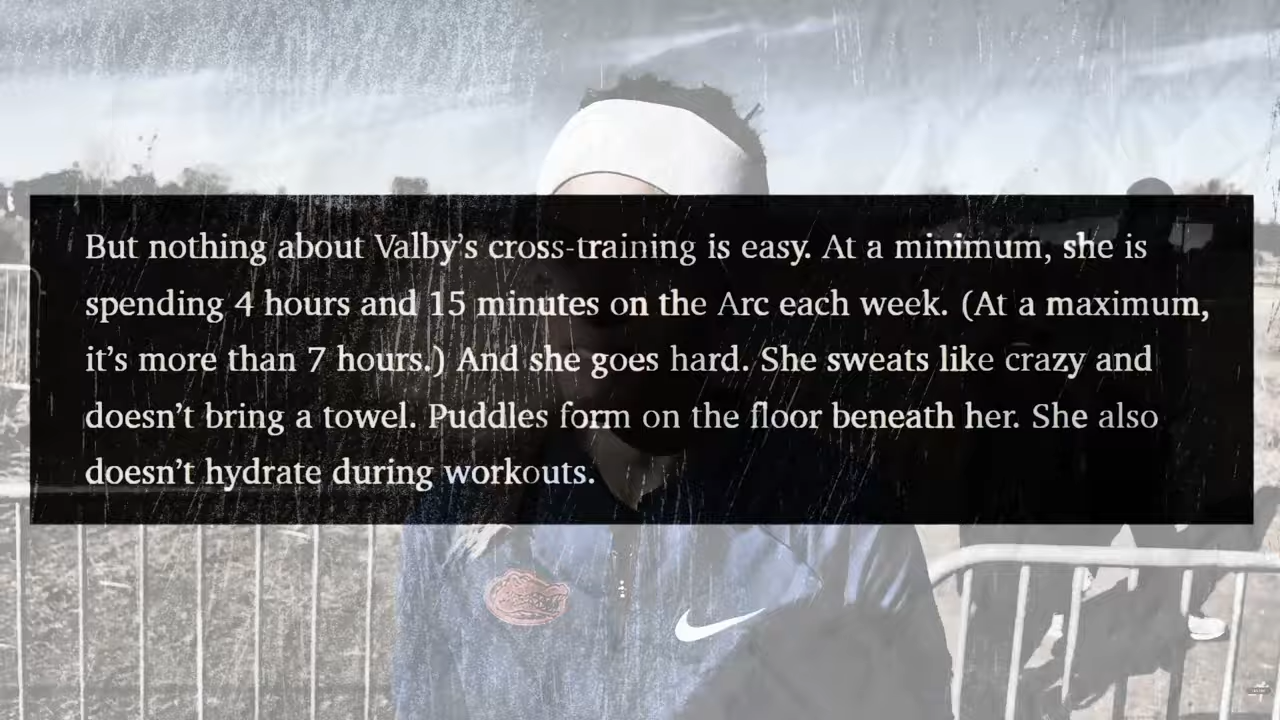 But nothing about Valby's cross-training is easy. At a minimum, she is
spending 4 hours and 15 minutes on the Arc each week. (At a maximum,
it's more than 7 hours.) And she goes hard. She sweats like crazy and
doesn't bring a towel. Puddles form on the floor beneath her. She also
doesn't hydrate during workouts.